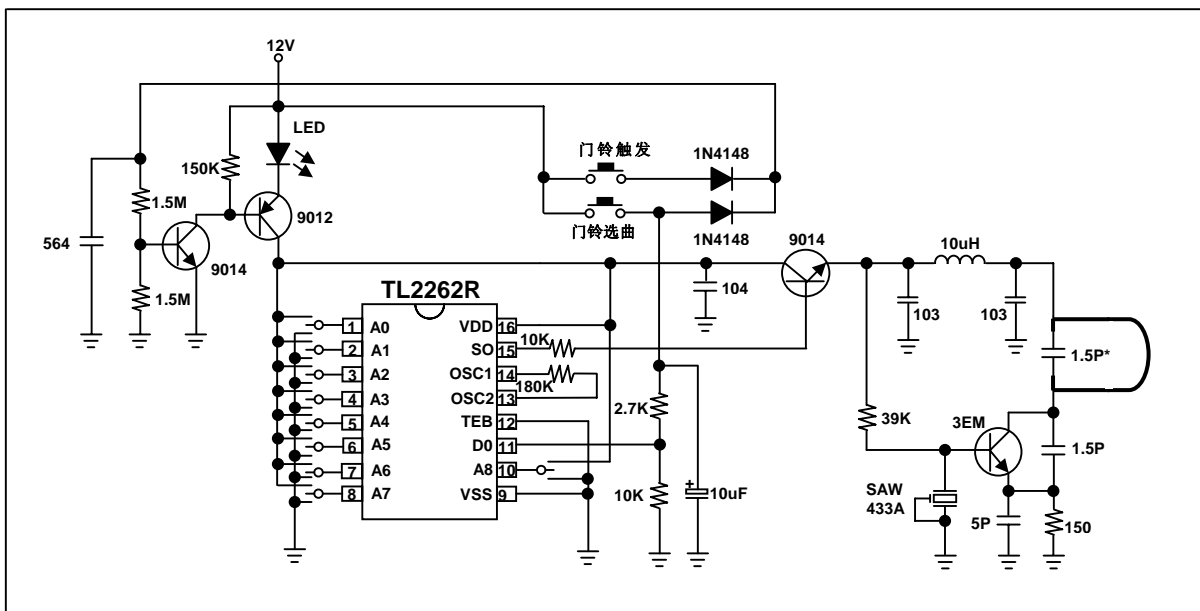 12V
LED
150K
1.5M
9012
564
9014
1.5M
门铃触发
1N4148
门铃选曲
1N4148
9014
10uH
104
103
103
TL2262R
1 A0 VDD 16
2 A1 SO 15
3 A2 OSC1 14
4 A3 OSC2 13
5 A4 TEB 12
6 A5 D0 11
7 A6 A8 10
8 A7 VSS 9
10K
180K
2.7K
10K
+
10uF
1.5P*
39K
3EM
1.5P
SAW
433A
5P
150